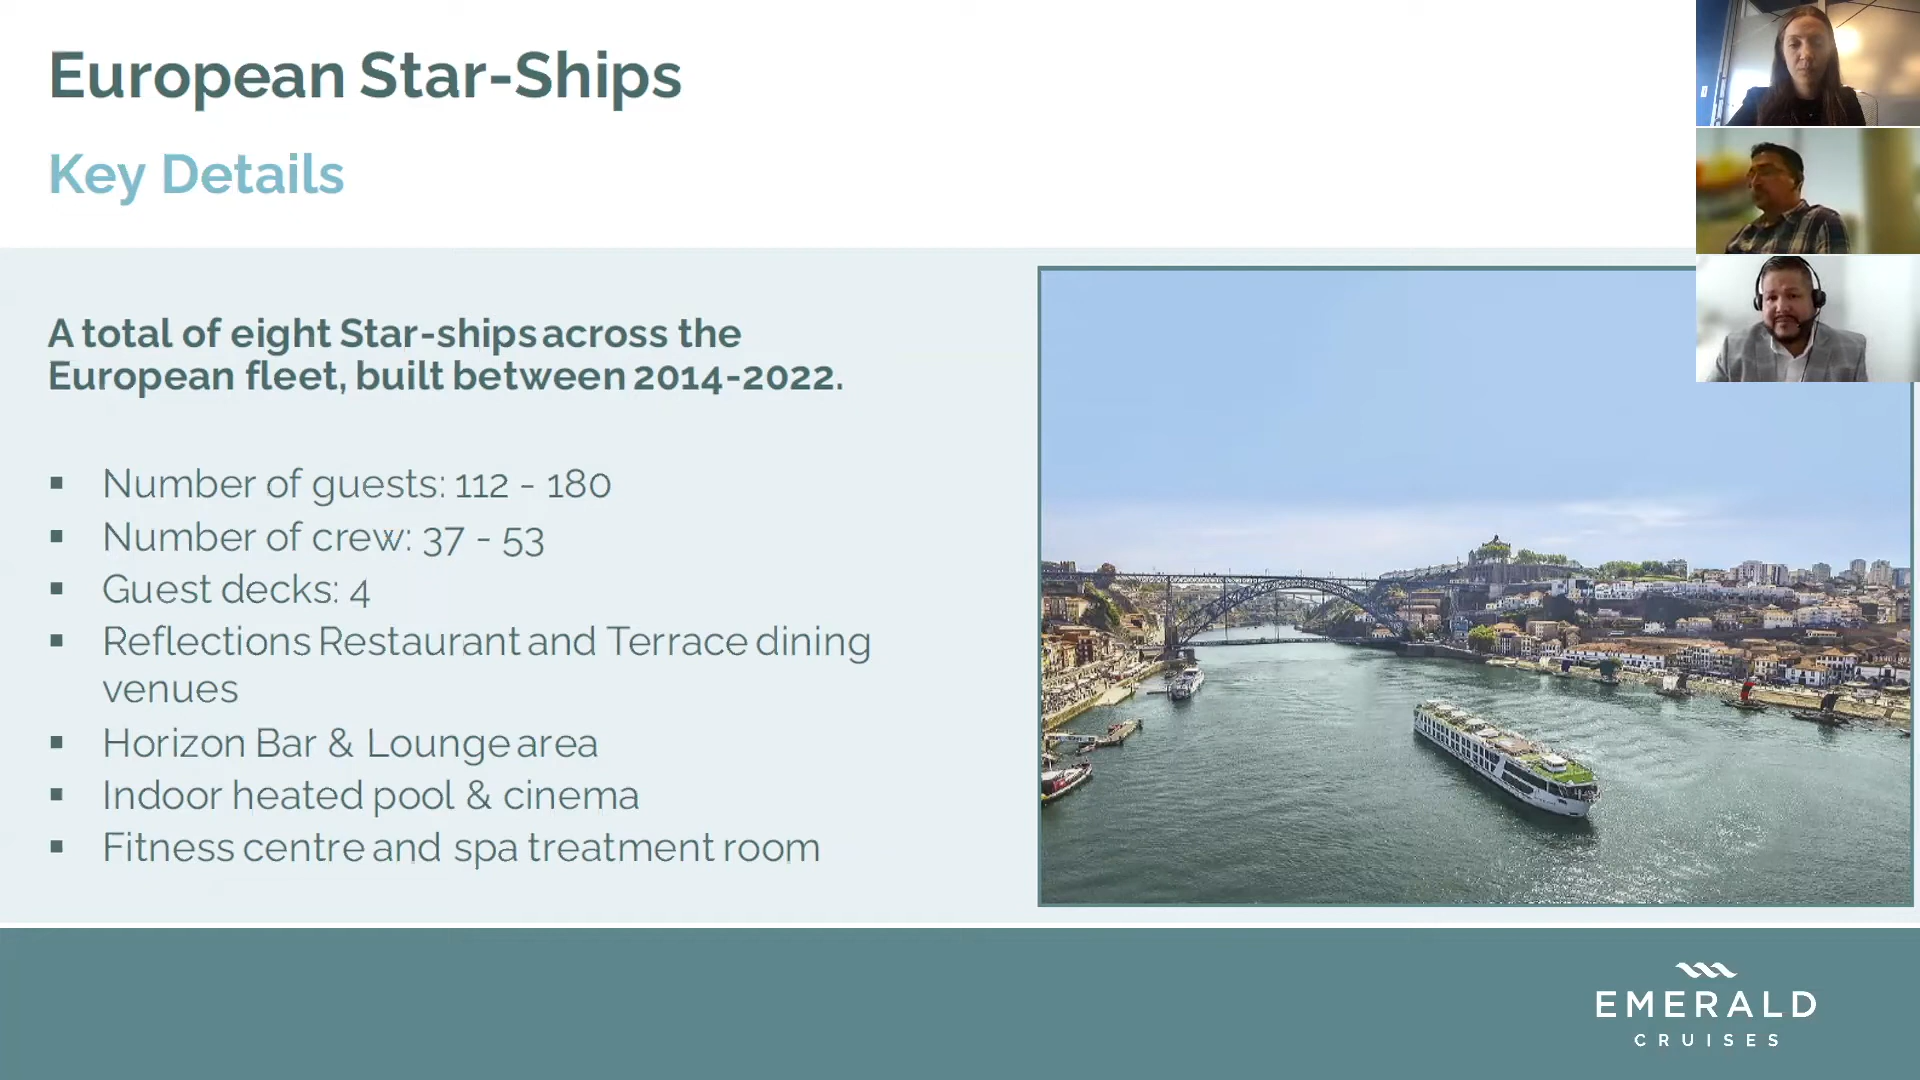 European Star-Ships
Key Details
A total of eight Star-ships across the
European fleet, built between 2014-2022.
▪ Number of guests: 112 - 180
▪ Number of crew: 37 - 53
▪ Guest decks: 4
▪ Reflections Restaurant and Terrace dining
venues
▪ Horizon Bar & Lounge area
▪ Indoor heated pool & cinema
▪ Fitness centre and spa treatment room
EMERALD
CRUISES